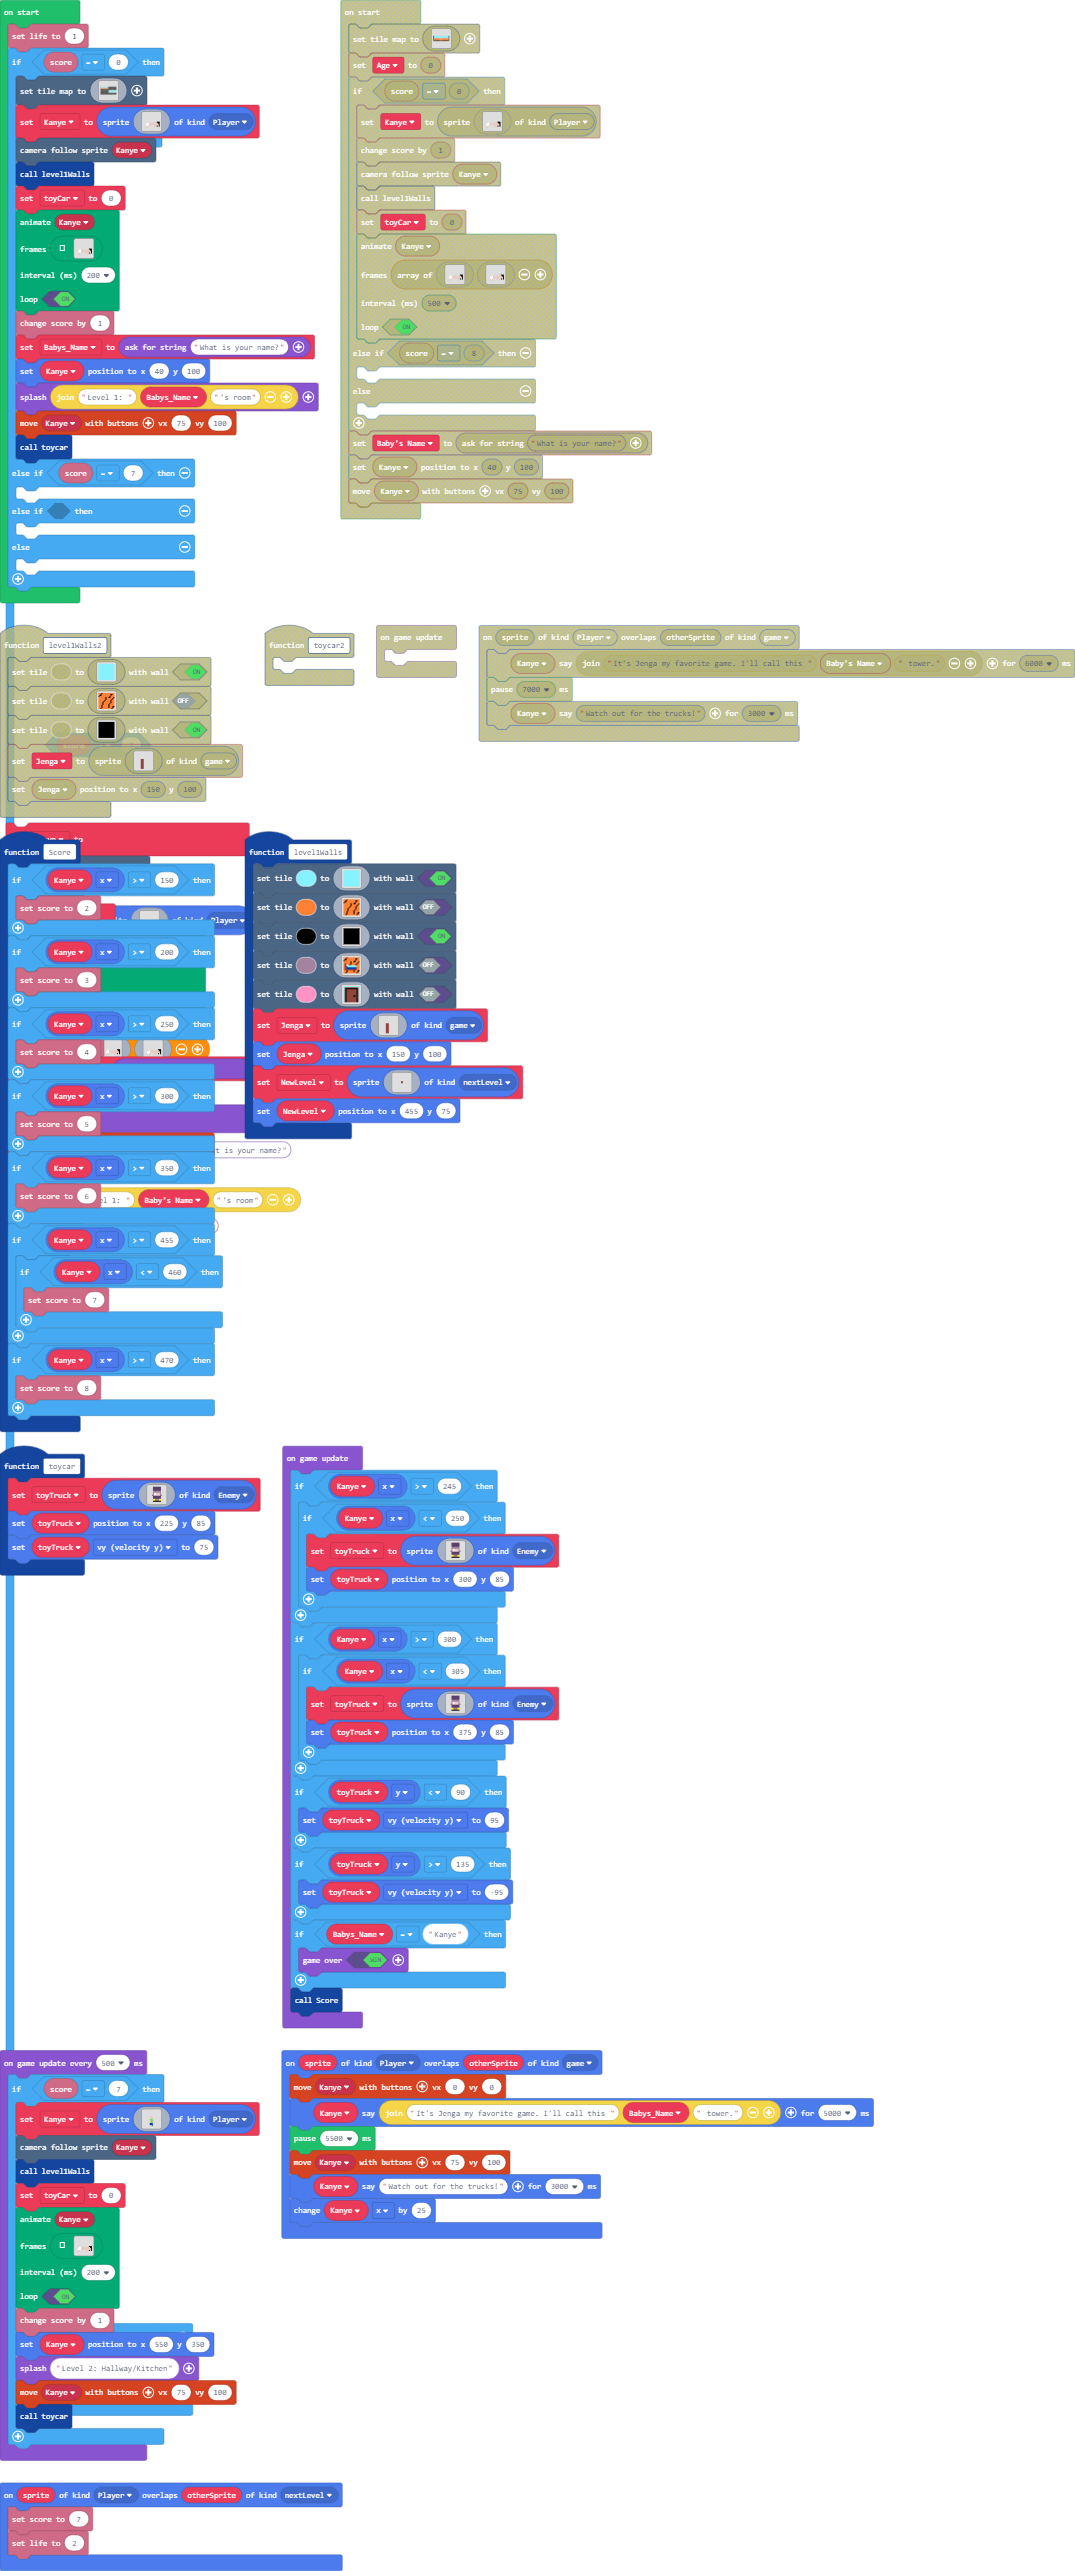 on start
set life to 1
if score = 0 then
set tile map to
set Kanye to sprite of kind Player
camera follow sprite Kanye
call level1Walls
set toyCar to 0
animate Kanye
frames
interval (ms) 200
loop ON
change score by 1
set Babys_Name to ask for string "What is your name?"
set Kanye position to x 40 y 100
splash join "Level 1: " Babys_Name "'s room"
move Kanye with buttons vx 75 vy 100
call toycar
else if score = 7 then
else if then
else
on start
set tile map to
set Age to 0
if score = 0 then
set Kanye to sprite of kind Player
change score by 1
camera follow sprite Kanye
call level1Walls
set toyCar to 0
animate Kanye
frames array of
interval (ms) 500
loop ON
else if score = 8 then
else
set Baby's Name to ask for string "What is your name?"
set Kanye position to x 40 y 100
move Kanye with buttons vx 75 vy 100
function level1Walls2
set tile to with wall ON
set tile to with wall OFF
set tile to with wall ON
set Jenga to sprite of kind game
set Jenga position to x 150 y 100
function toycar2
on game update
on sprite of kind Player overlaps otherSprite of kind game
Kanye say join "It's Jenga my favorite game. I'll call this " Baby's Name " tower." for 6000 ms
pause 7000 ms
Kanye say "Watch out for the trucks!" for 3000 ms
to
function Score
if Kanye x > 150 then
set score to 2
of kind Player
if Kanye x > 200 then
set score to 3
if Kanye x > 250 then
set score to 4
if Kanye x > 300 then
set score to 5
t is your name?"
if Kanye x > 350 then
set score to 6
el 1: " Baby's Name "'s room"
if Kanye x > 455 then
if Kanye x < 460 then
set score to 7
if Kanye x > 470 then
set score to 8
function level1Walls
set tile to with wall ON
set tile to with wall OFF
set tile to with wall ON
set tile to with wall OFF
set tile to with wall OFF
set Jenga to sprite of kind game
set Jenga position to x 150 y 100
set NewLevel to sprite of kind nextLevel
set NewLevel position to x 455 y 75
function toycar
set toyTruck to sprite of kind Enemy
set toyTruck position to x 225 y 85
set toyTruck vy (velocity y) to 75
on game update
if Kanye x > 245 then
if Kanye x < 250 then
set toyTruck to sprite of kind Enemy
set toyTruck position to x 300 y 85
if Kanye x > 300 then
if Kanye x < 305 then
set toyTruck to sprite of kind Enemy
set toyTruck position to x 375 y 85
if toyTruck y < 90 then
set toyTruck vy (velocity y) to 95
if toyTruck y > 135 then
set toyTruck vy (velocity y) to -95
if Babys_Name = "Kanye" then
game over WIN
call Score
on game update every 500 ms
if score = 7 then
set Kanye to sprite of kind Player
camera follow sprite Kanye
call level1Walls
set toyCar to 0
animate Kanye
frames
interval (ms) 200
loop ON
change score by 1
set Kanye position to x 550 y 350
splash "Level 2: Hallway/Kitchen"
move Kanye with buttons vx 75 vy 100
call toycar
on sprite of kind Player overlaps otherSprite of kind game
move Kanye with buttons vx 0 vy 0
Kanye say join "It's Jenga my favorite game. I'll call this " Babys_Name " tower." for 5000 ms
pause 5500 ms
move Kanye with buttons vx 75 vy 100
Kanye say "Watch out for the trucks!" for 3000 ms
change Kanye x by 25
on sprite of kind Player overlaps otherSprite of kind nextLevel
set score to 7
set life to 2